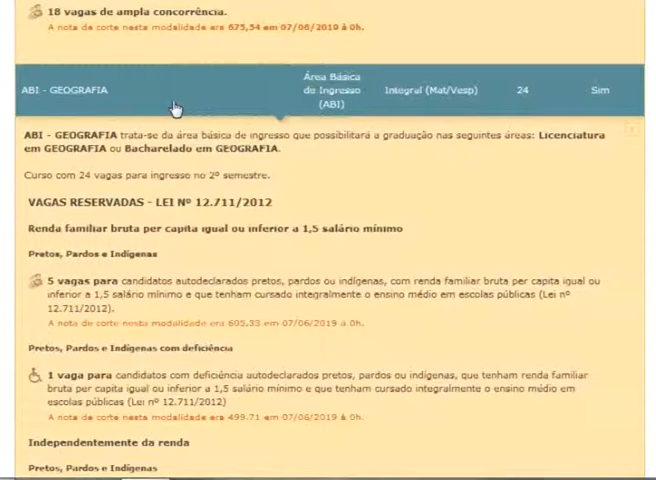 18 vagas de ampla concorrência.
A nota de corte nesta modalidade era 675,54 em 07/06/2019 à 0h.
ABI - GEOGRAFIA
Área Básica
de Ingresso
(ABI)
Integral (Mat/Vesp)
24
Sim
ABI - GEOGRAFIA trata-se da área básica de ingresso que possibilitará a graduação nas seguintes áreas: Licenciatura
em GEOGRAFIA ou Bacharelado em GEOGRAFIA.
Curso com 24 vagas para ingresso no 2º semestre.
VAGAS RESERVADAS - LEI Nº 12.711/2012
Renda familiar bruta per capita igual ou inferior a 1,5 salário mínimo
Pretos, Pardos e Indígenas
5 vagas para candidatos autodeclarados pretos, pardos ou indígenas, com renda familiar bruta per capita igual ou
inferior a 1,5 salário mínimo e que tenham cursado integralmente o ensino médio em escolas públicas (Lei nº
12.711/2012).
A nota de corte nesta modalidade era 605,33 em 07/06/2019 à 0h.
Pretos, Pardos e Indígenas com deficiência
1 vaga para candidatos com deficiência autodeclarados pretos, pardos ou indígenas, que tenham renda familiar
bruta per capita igual ou inferior a 1,5 salário mínimo e que tenham cursado integralmente o ensino médio em
escolas públicas (Lei nº 12.711/2012)
A nota de corte nesta modalidade era 499.71 em 07/06/2019 à 0h.
Independentemente da renda
Pretos, Pardos e Indígenas